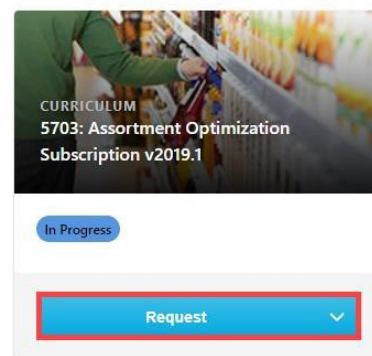 CURRICULUM
5703: Assortment Optimization
Subscription v2019.1
In Progress
Request